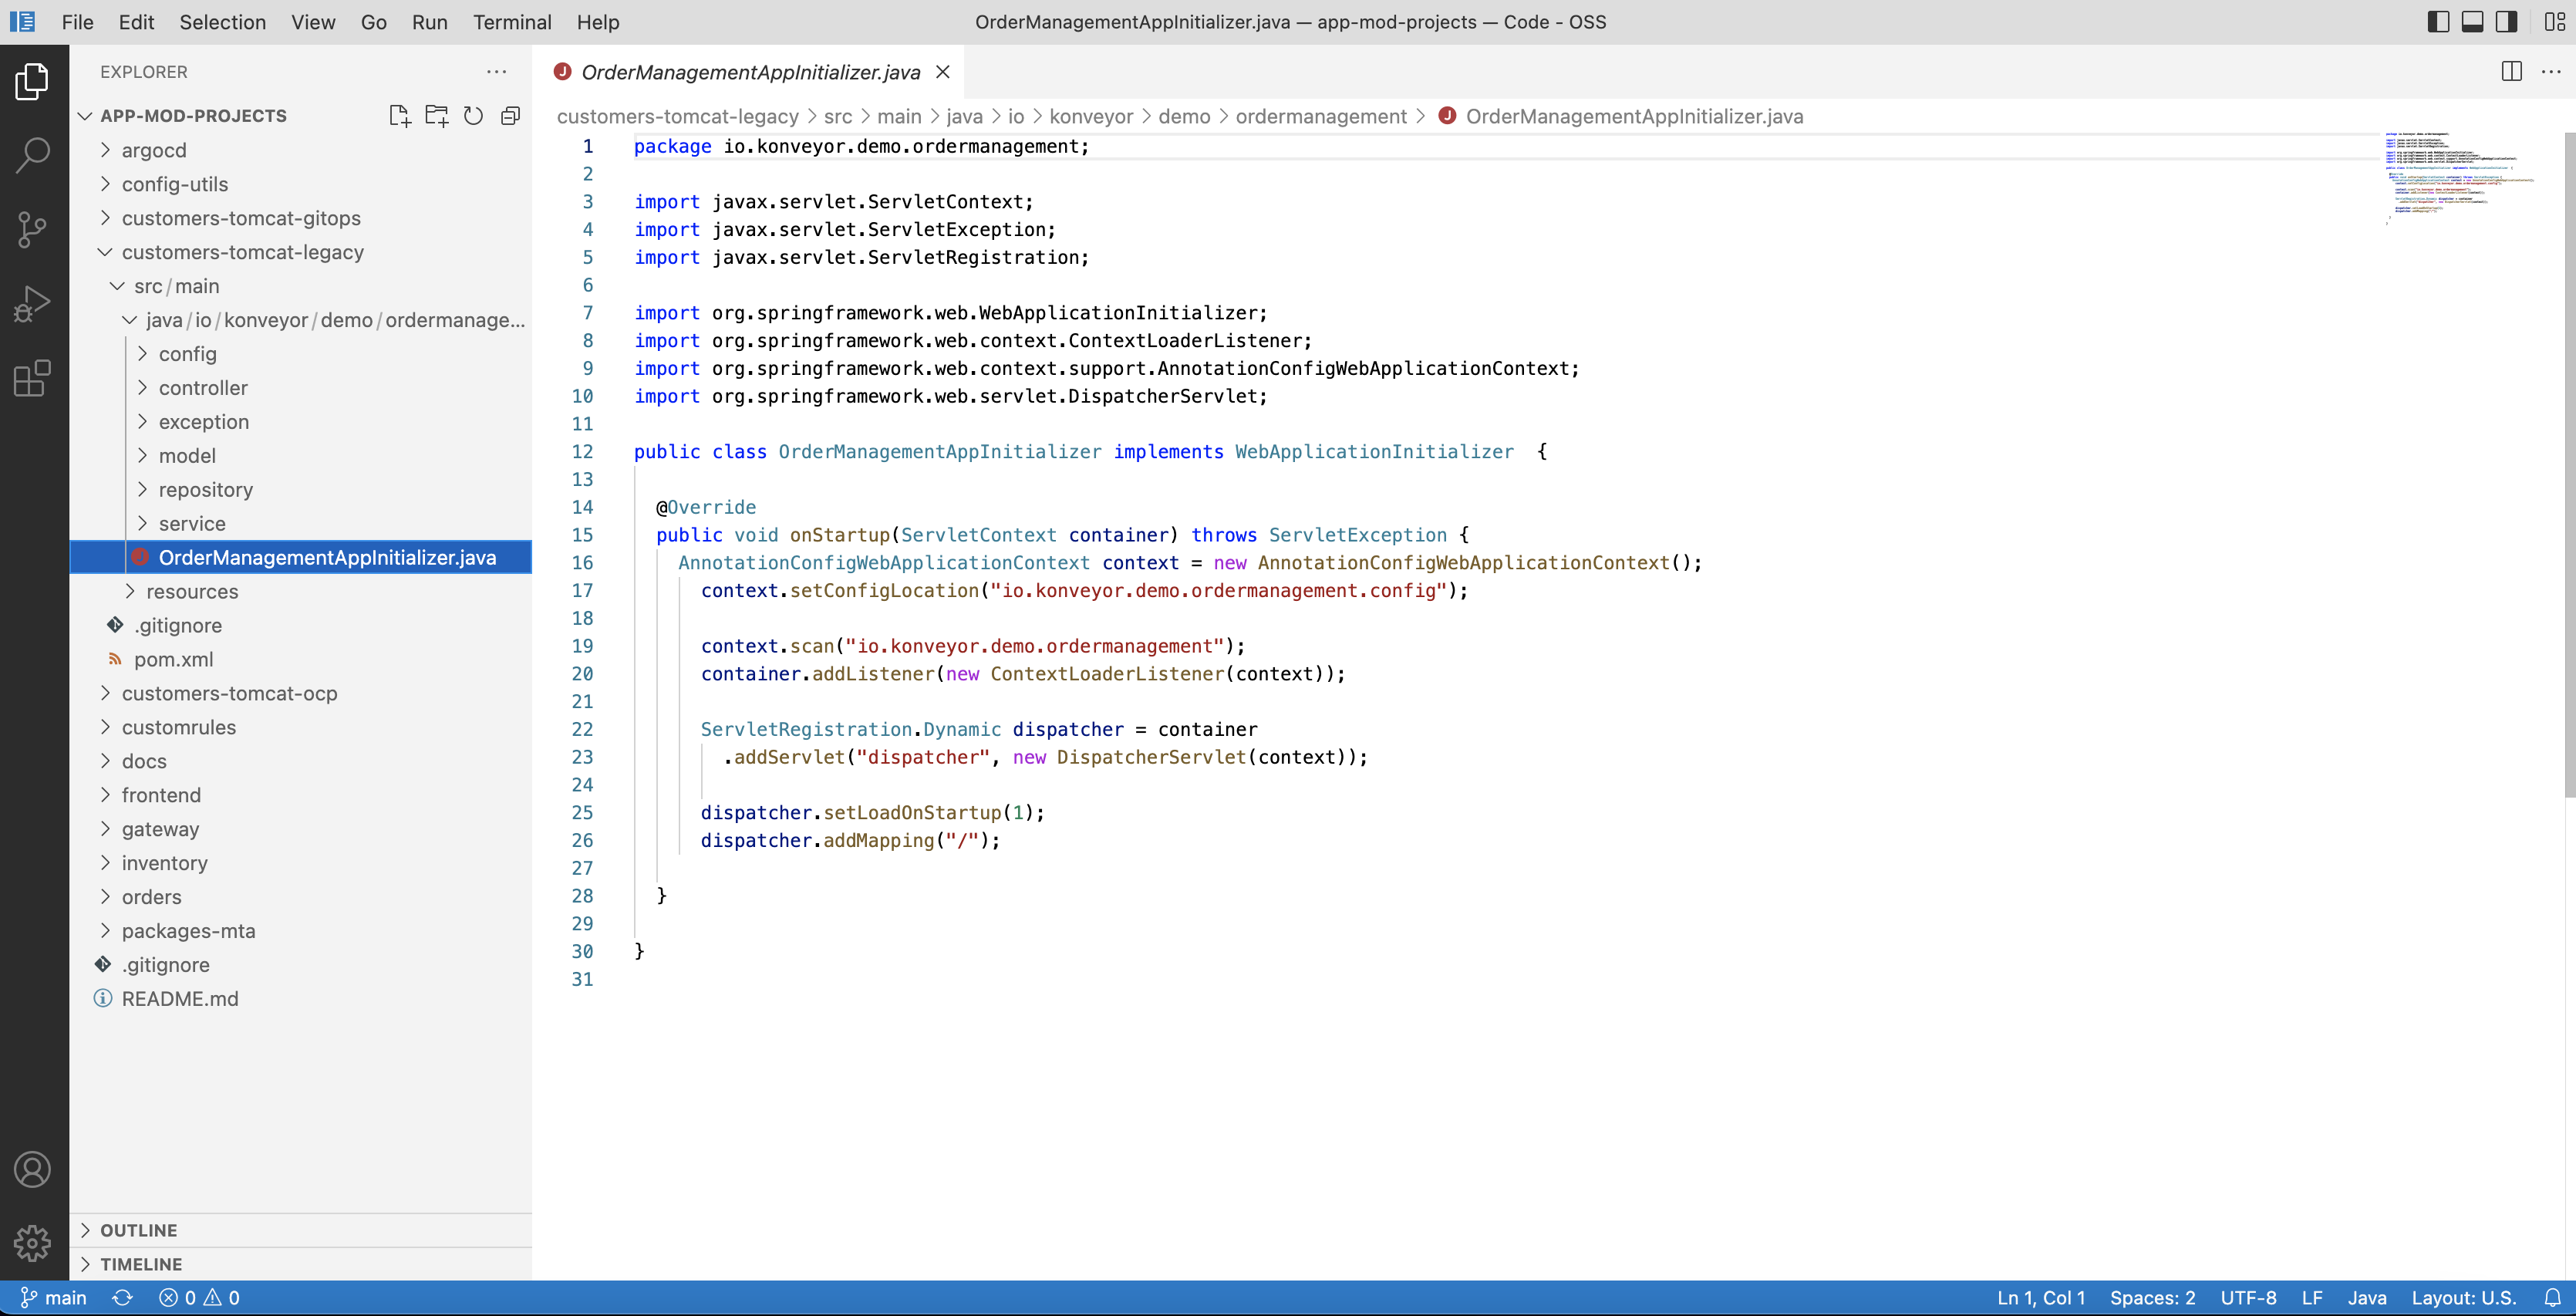 File Edit Selection View Go Run Terminal Help
OrderManagementAppInitializer.java — app-mod-projects — Code - OSS
EXPLORER
APP-MOD-PROJECTS
argocd
config-utils
customers-tomcat-gitops
customers-tomcat-legacy
src/main
java/io/konveyor/demo/ordermanage...
config
controller
exception
model
repository
service
OrderManagementAppInitializer.java
resources
.gitignore
pom.xml
customers-tomcat-ocp
customrules
docs
frontend
gateway
inventory
orders
packages-mta
.gitignore
README.md
OUTLINE
TIMELINE
OrderManagementAppInitializer.java
customers-tomcat-legacy > src > main > java > io > konveyor > demo > ordermanagement > OrderManagementAppInitializer.java
1 package io.konveyor.demo.ordermanagement;
2
3 import javax.servlet.ServletContext;
4 import javax.servlet.ServletException;
5 import javax.servlet.ServletRegistration;
6
7 import org.springframework.web.WebApplicationInitializer;
8 import org.springframework.web.context.ContextLoaderListener;
9 import org.springframework.web.context.support.AnnotationConfigWebApplicationContext;
10 import org.springframework.web.servlet.DispatcherServlet;
11
12 public class OrderManagementAppInitializer implements WebApplicationInitializer  {
13
14 @Override
15 public void onStartup(ServletContext container) throws ServletException {
16 AnnotationConfigWebApplicationContext context = new AnnotationConfigWebApplicationContext();
17 context.setConfigLocation("io.konveyor.demo.ordermanagement.config");
18
19 context.scan("io.konveyor.demo.ordermanagement");
20 container.addListener(new ContextLoaderListener(context));
21
22 ServletRegistration.Dynamic dispatcher = container
23 .addServlet("dispatcher", new DispatcherServlet(context));
24
25 dispatcher.setLoadOnStartup(1);
26 dispatcher.addMapping("/");
27
28 }
29
30 }
31
main 0 0
Ln 1, Col 1 Spaces: 2 UTF-8 LF Java Layout: U.S.